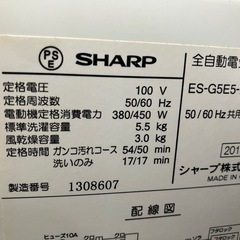 PSE SHARP 全自動電
定格電圧 100 V
ES-G5E5-
定格周波数 50/60 Hz
電動機定格消費電力 380/450 W
50/60Hz共用
標準洗濯容量 5.5 kg
風乾燥容量 3.0 kg
201
定格時間 ガンコ汚れコース 54/50 min
シャープ株式
洗いのみ 17/17 min
MADE IN
製造番号 1308607
配線図
ヒューズ10A